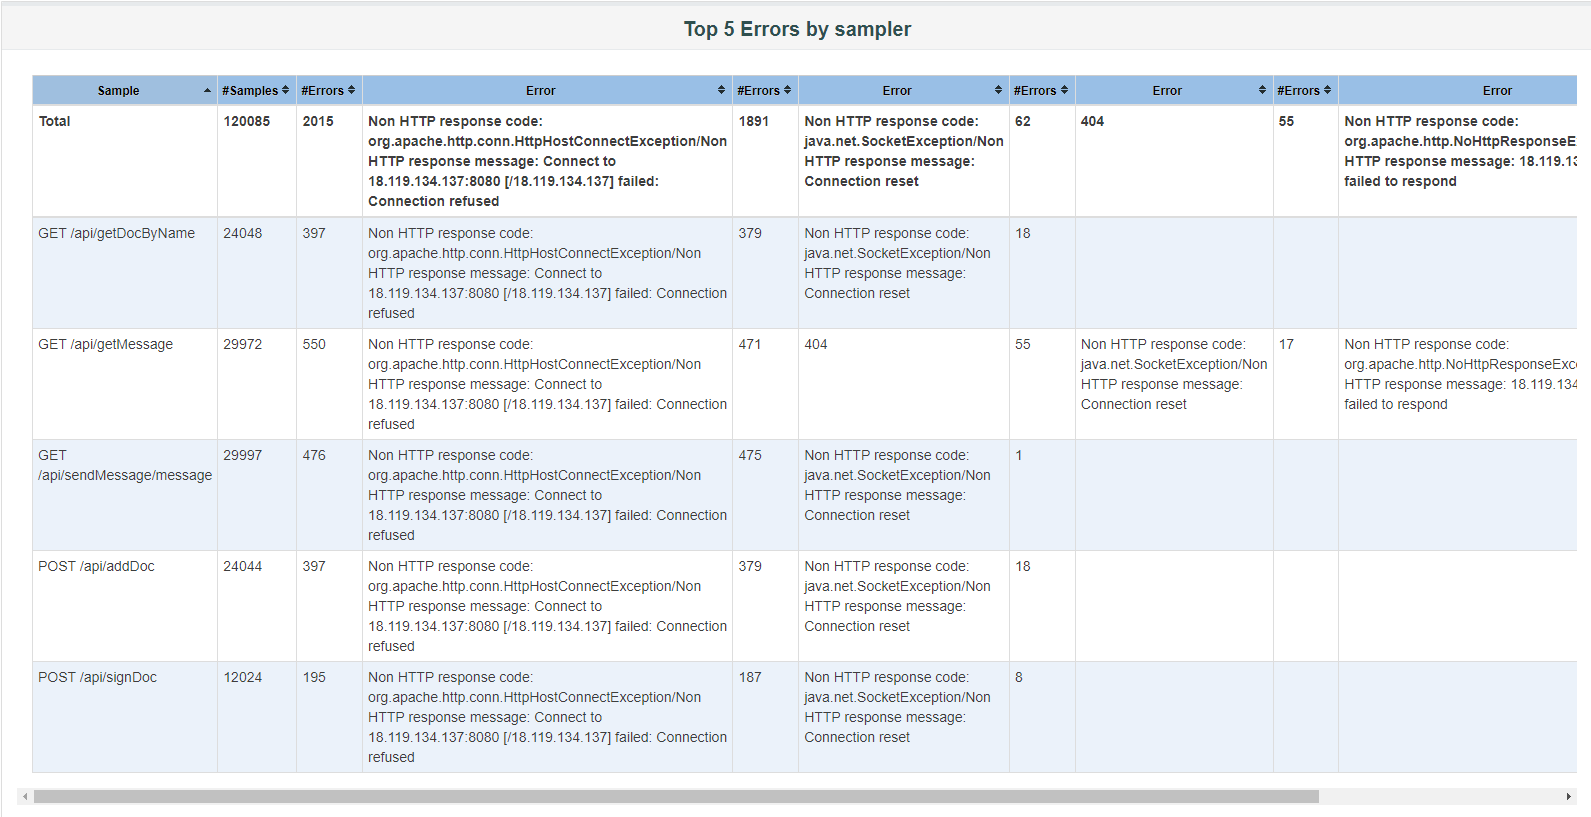 Top 5 Errors by sampler
Sample #Samples #Errors Error #Errors Error #Errors Error #Errors Error
Total 120085 2015 Non HTTP response code: 1891 Non HTTP response code: 62 404 55 Non HTTP response code:
org.apache.http.conn.HttpHostConnectException/Non java.net.SocketException/Non org.apache.http.NoHttpResponseE
HTTP response message: Connect to HTTP response message: HTTP response message: 18.119.13
18.119.134.137:8080 [/18.119.134.137] failed: Connection reset failed to respond
Connection refused
GET /api/getDocByName 24048 397 Non HTTP response code: 379 Non HTTP response code: 18
org.apache.http.conn.HttpHostConnectException/Non java.net.SocketException/Non
HTTP response message: Connect to HTTP response message:
18.119.134.137:8080 [/18.119.134.137] failed: Connection Connection reset
refused
GET /api/getMessage 29972 550 Non HTTP response code: 471 404 55 Non HTTP response code: 17 Non HTTP response code:
org.apache.http.conn.HttpHostConnectException/Non java.net.SocketException/Non org.apache.http.NoHttpResponseExc
HTTP response message: Connect to HTTP response message: HTTP response message: 18.119.134
18.119.134.137:8080 [/18.119.134.137] failed: Connection Connection reset failed to respond
refused
GET 29997 476 Non HTTP response code: 475 Non HTTP response code: 1
/api/sendMessage/message org.apache.http.conn.HttpHostConnectException/Non java.net.SocketException/Non
HTTP response message: Connect to HTTP response message:
18.119.134.137:8080 [/18.119.134.137] failed: Connection Connection reset
refused
POST /api/addDoc 24044 397 Non HTTP response code: 379 Non HTTP response code: 18
org.apache.http.conn.HttpHostConnectException/Non java.net.SocketException/Non
HTTP response message: Connect to HTTP response message:
18.119.134.137:8080 [/18.119.134.137] failed: Connection Connection reset
refused
POST /api/signDoc 12024 195 Non HTTP response code: 187 Non HTTP response code: 8
org.apache.http.conn.HttpHostConnectException/Non java.net.SocketException/Non
HTTP response message: Connect to HTTP response message:
18.119.134.137:8080 [/18.119.134.137] failed: Connection Connection reset
refused